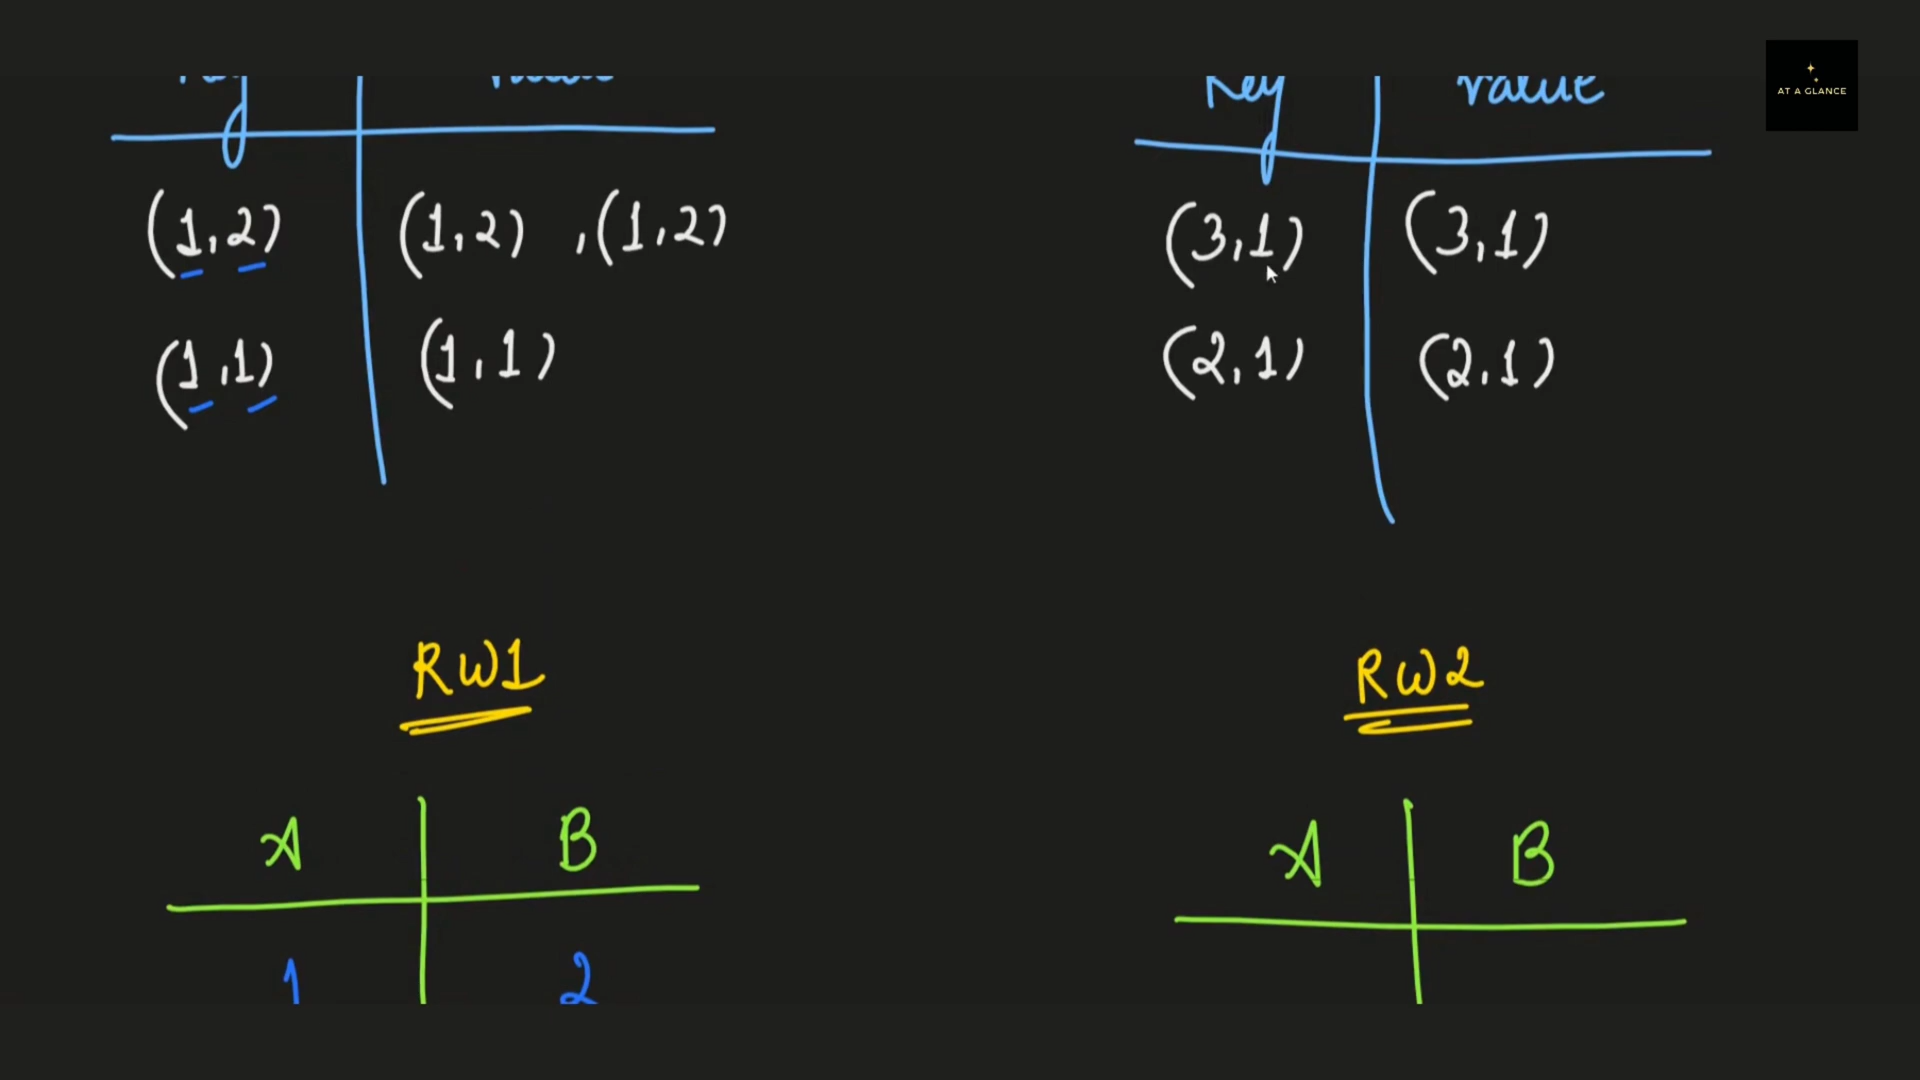 Key Value
(1,2) (1,2) , (1,2)
(1,1) (1,1)
Key Value
(3,1) (3,1)
(2,1) (2,1)
AT A GLANCE
RW1
A B
1 2
RW2
A B